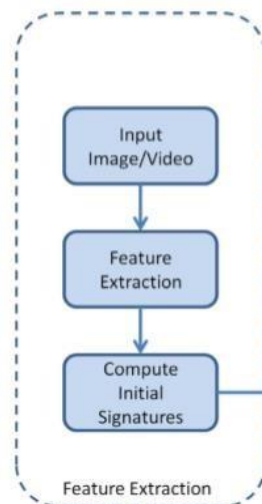 Input
Image/Video
Feature
Extraction
Compute
Initial
Signatures
Feature Extraction